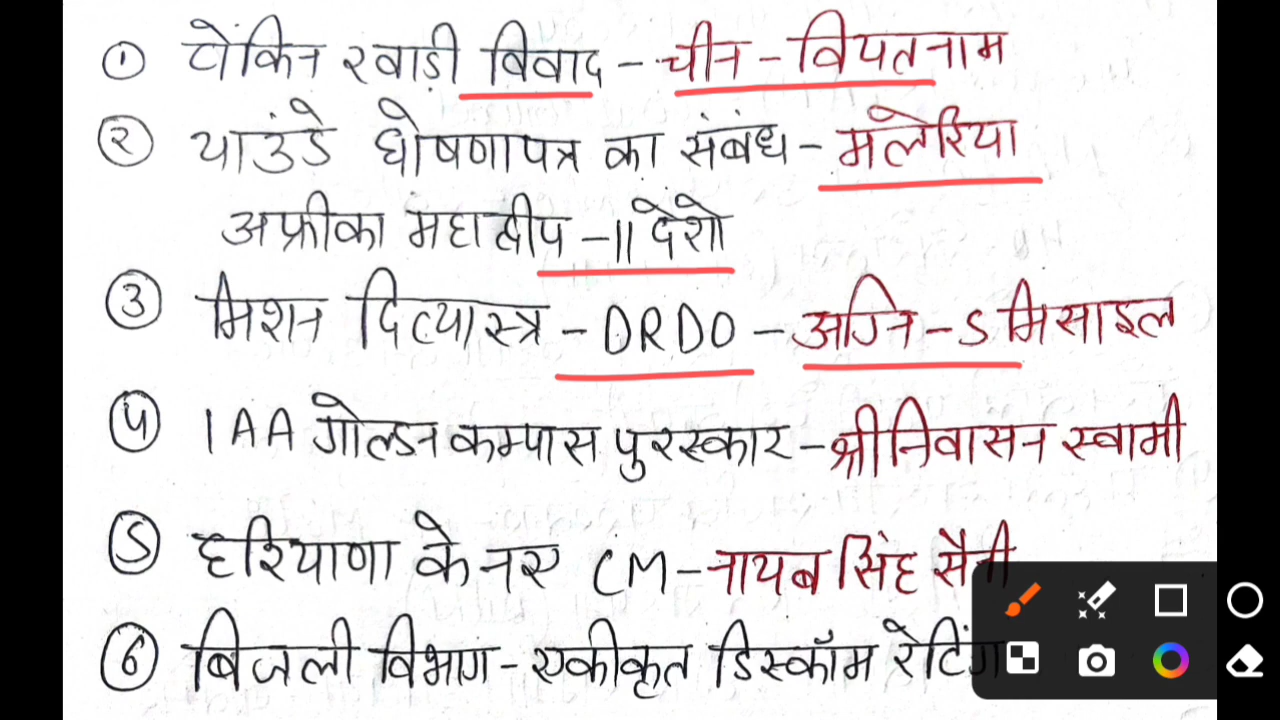 ① टोंकिन खाड़ी विवाद - चीन - वियतनाम
② याउंडे घोषणापत्र का संबंध - मलेरिया
अफ्रीका महाद्वीप - 11 देशो
③ मिशन दिव्यास्त्र - DRDO - अग्नि - 5 मिसाइल
④ IAA गोल्डन कम्पास पुरस्कार - श्रीनिवासन स्वामी
⑤ हरियाणा के नए CM - नायब सिंह सैनी
⑥ बिजली विभाग - एकीकृत डिस्कॉम रेटिंग